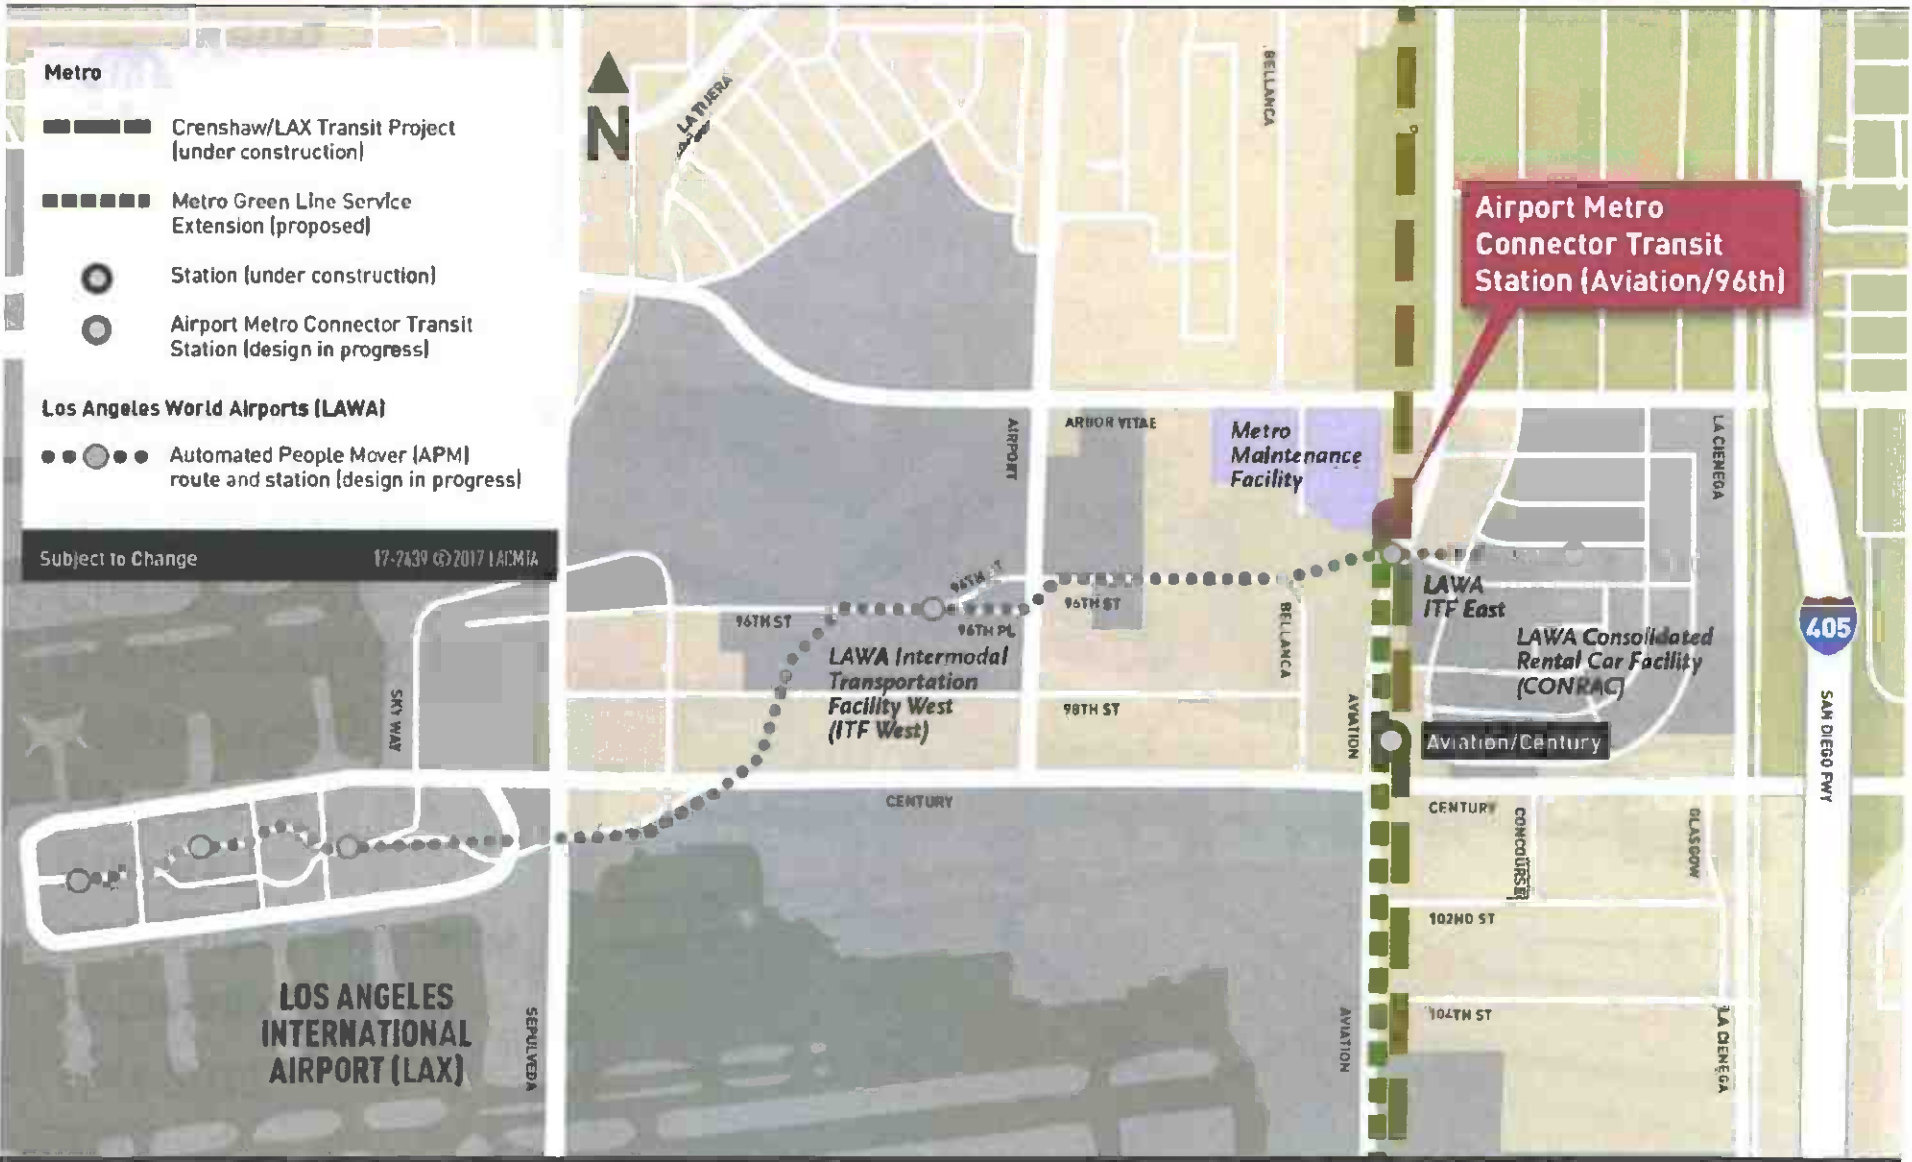 Metro
Crenshaw/LAX Transit Project
(under construction)
Metro Green Line Service
Extension (proposed)
Station (under construction)
Airport Metro Connector Transit
Station (design in progress)
Los Angeles World Airports (LAWA)
Automated People Mover (APM)
route and station (design in progress)
Subject to Change
17-2639 ©2017 LACMTA
N
LA TIJERA
BELLANCA
Airport Metro
Connector Transit
Station (Aviation/96th)
AIRPORT
ARBOR VITAE
Metro
Maintenance
Facility
LA CIENEGA
96TH ST
96TH ST
96TH PL
96TH ST
BELLANCA
LAWA
ITF East
LAWA Consolidated
Rental Car Facility
(CONRAC)
405
LAWA Intermodal
Transportation
Facility West
(ITF West)
SKY WAY
98TH ST
AVIATION
Aviation/Century
SAN DIEGO FWY
CENTURY
CENTURY
CONCOURSE
GLASGOW
102ND ST
LOS ANGELES
INTERNATIONAL
AIRPORT (LAX)
SEPULVEDA
AVIATION
104TH ST
LA CIENEGA